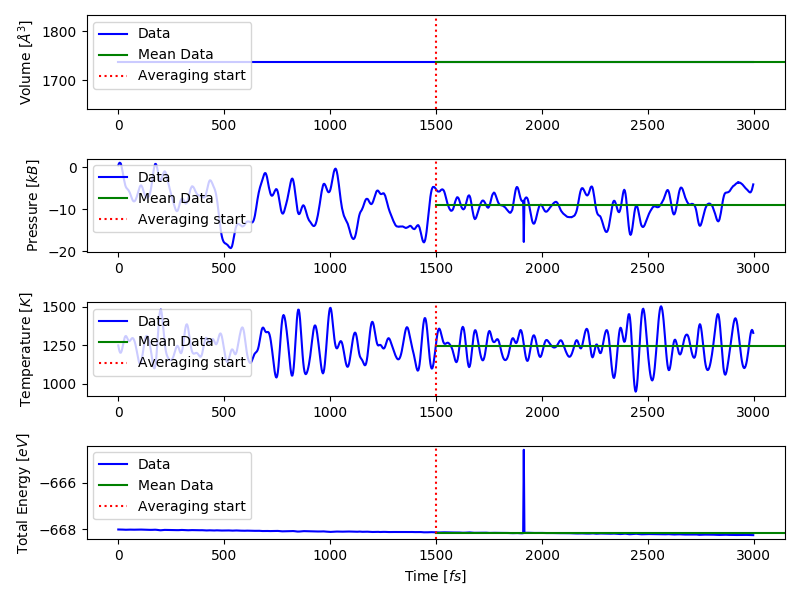 Volume [Å³]
1800
1700
Data
Mean Data
Averaging start
0 500 1000 1500 2000 2500 3000
Pressure [kB]
0
−10
−20
Data
Mean Data
Averaging start
0 500 1000 1500 2000 2500 3000
Temperature [K]
1500
1250
1000
Data
Mean Data
Averaging start
0 500 1000 1500 2000 2500 3000
Total Energy [eV]
−666
−668
Data
Mean Data
Averaging start
0 500 1000 1500 2000 2500 3000
Time [fs]